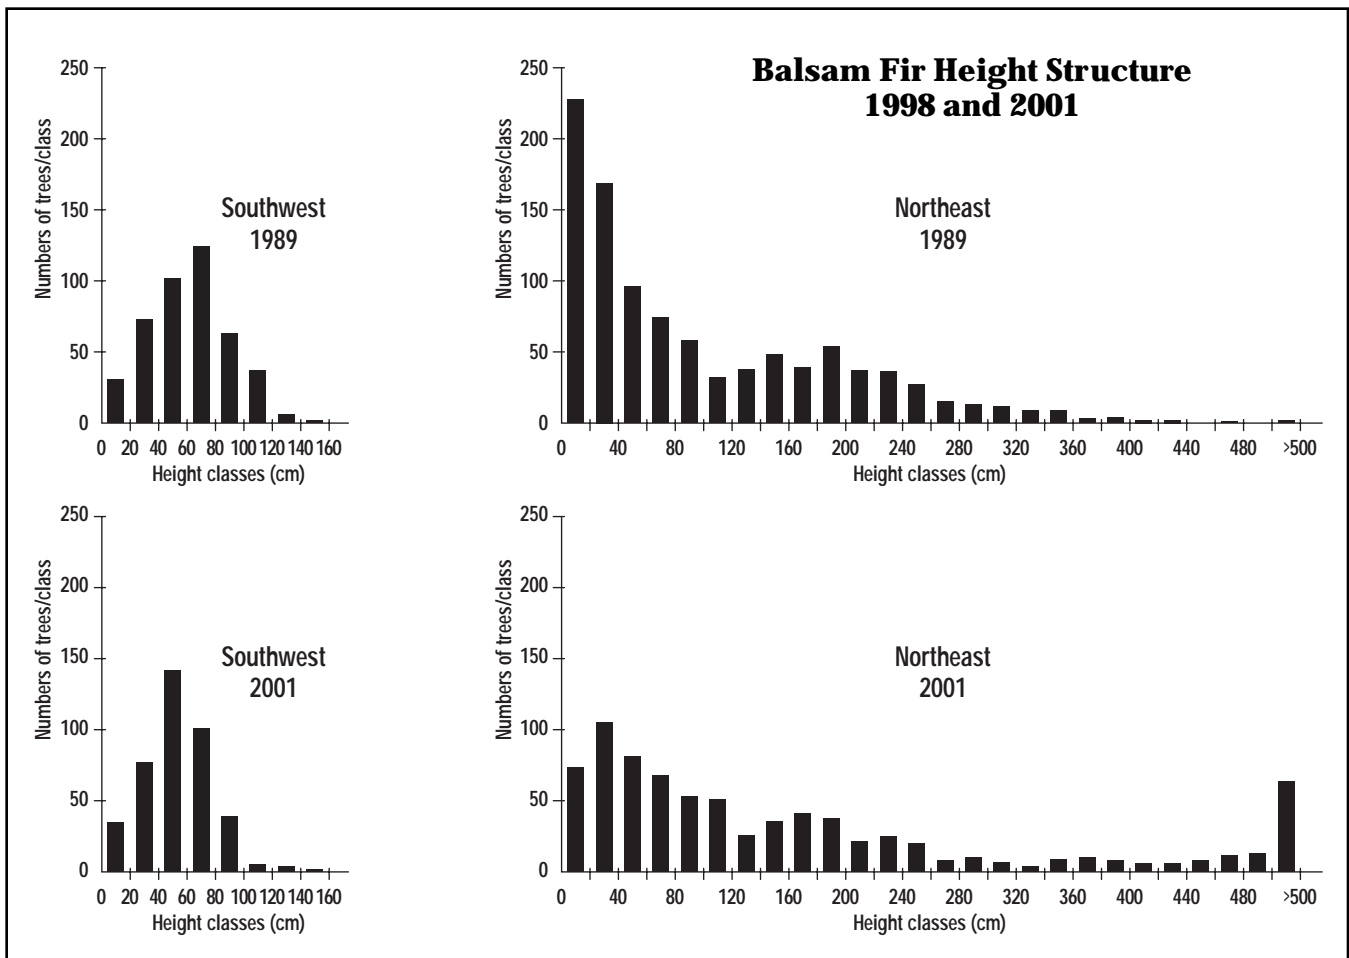 Balsam Fir Height Structure
1998 and 2001
250
200
150
100
50
0
Numbers of trees/class
Southwest
1989
0 20 40 60 80 100 120 140 160
Height classes (cm)
250
200
150
100
50
0
Numbers of trees/class
Northeast
1989
0 40 80 120 160 200 240 280 320 360 400 440 480 >500
Height classes (cm)
250
200
150
100
50
0
Numbers of trees/class
Southwest
2001
0 20 40 60 80 100 120 140 160
Height classes (cm)
250
200
150
100
50
0
Numbers of trees/class
Northeast
2001
0 40 80 120 160 200 240 280 320 360 400 440 480 >500
Height classes (cm)